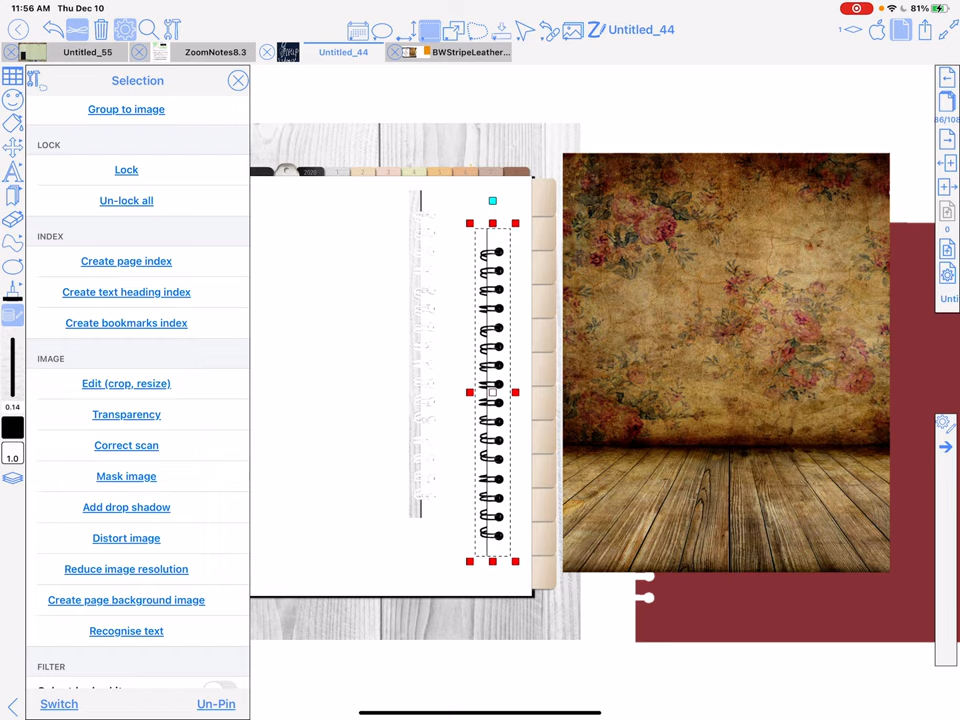 11:56 AM Thu Dec 10
81%
Untitled_44
1
Untitled_55
ZoomNotes8.3
Untitled_44
BWStripeLeather...
Selection
Group to image
LOCK
Lock
Un-lock all
INDEX
Create page index
Create text heading index
Create bookmarks index
IMAGE
Edit (crop, resize)
Transparency
Correct scan
Mask image
Add drop shadow
Distort image
Reduce image resolution
Create page background image
Recognise text
FILTER
Switch
Un-Pin
0.14
1.0
2020
86/108
0
Unti